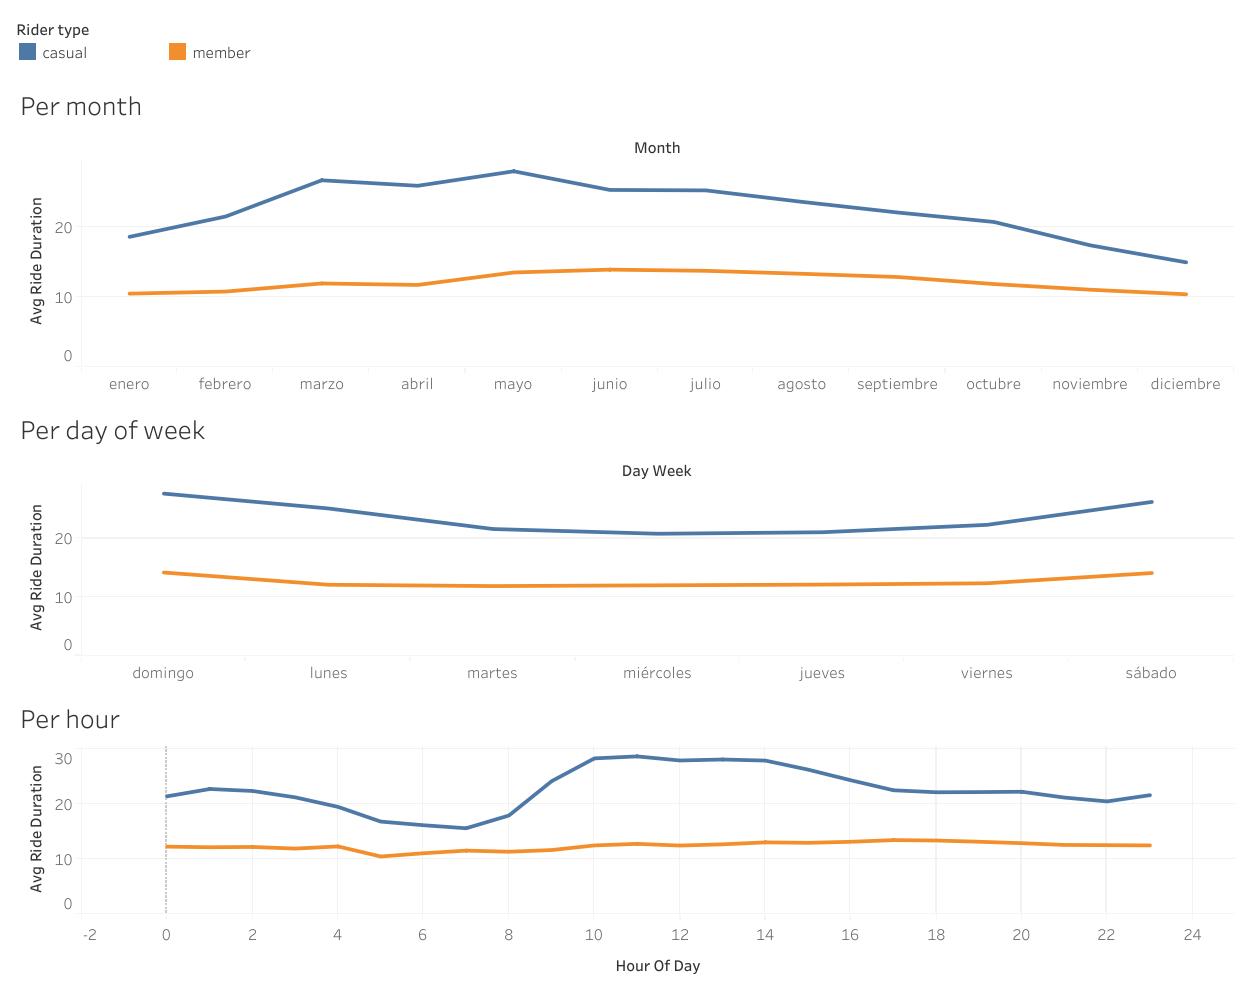 Rider type
casual member
Per month
Month
Avg Ride Duration
20
10
0
enero febrero marzo abril mayo junio julio agosto septiembre octubre noviembre diciembre
Per day of week
Day Week
Avg Ride Duration
20
10
0
domingo lunes martes miércoles jueves viernes sábado
Per hour
Avg Ride Duration
30
20
10
0
-2 0 2 4 6 8 10 12 14 16 18 20 22 24
Hour Of Day